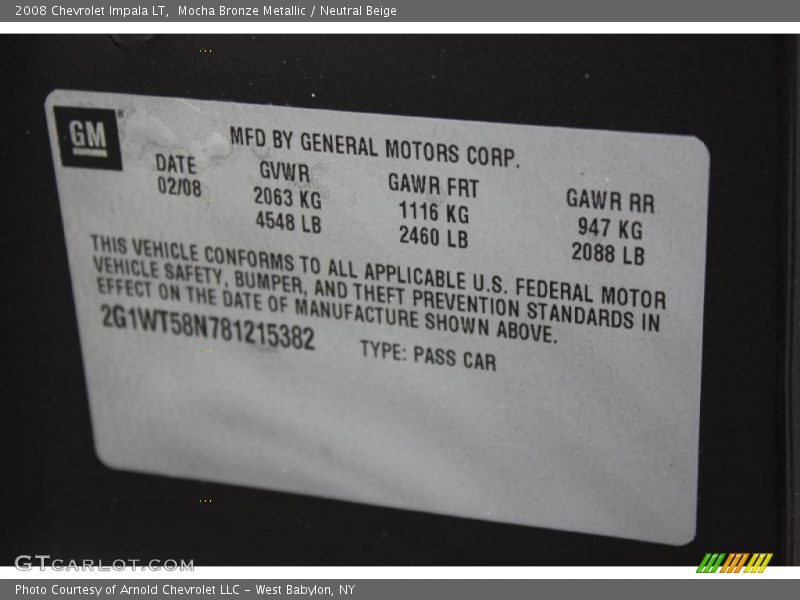 2008 Chevrolet Impala LT,  Mocha Bronze Metallic / Neutral Beige
GM
MFD BY GENERAL MOTORS CORP.
DATE GVWR GAWR FRT GAWR RR
02/08 2063 KG 1116 KG 947 KG
4548 LB 2460 LB 2088 LB
THIS VEHICLE CONFORMS TO ALL APPLICABLE U.S. FEDERAL MOTOR
VEHICLE SAFETY, BUMPER, AND THEFT PREVENTION STANDARDS IN
EFFECT ON THE DATE OF MANUFACTURE SHOWN ABOVE.
2G1WT58N781215382 TYPE: PASS CAR
GTCARLOT.COM
Photo Courtesy of Arnold Chevrolet LLC - West Babylon, NY